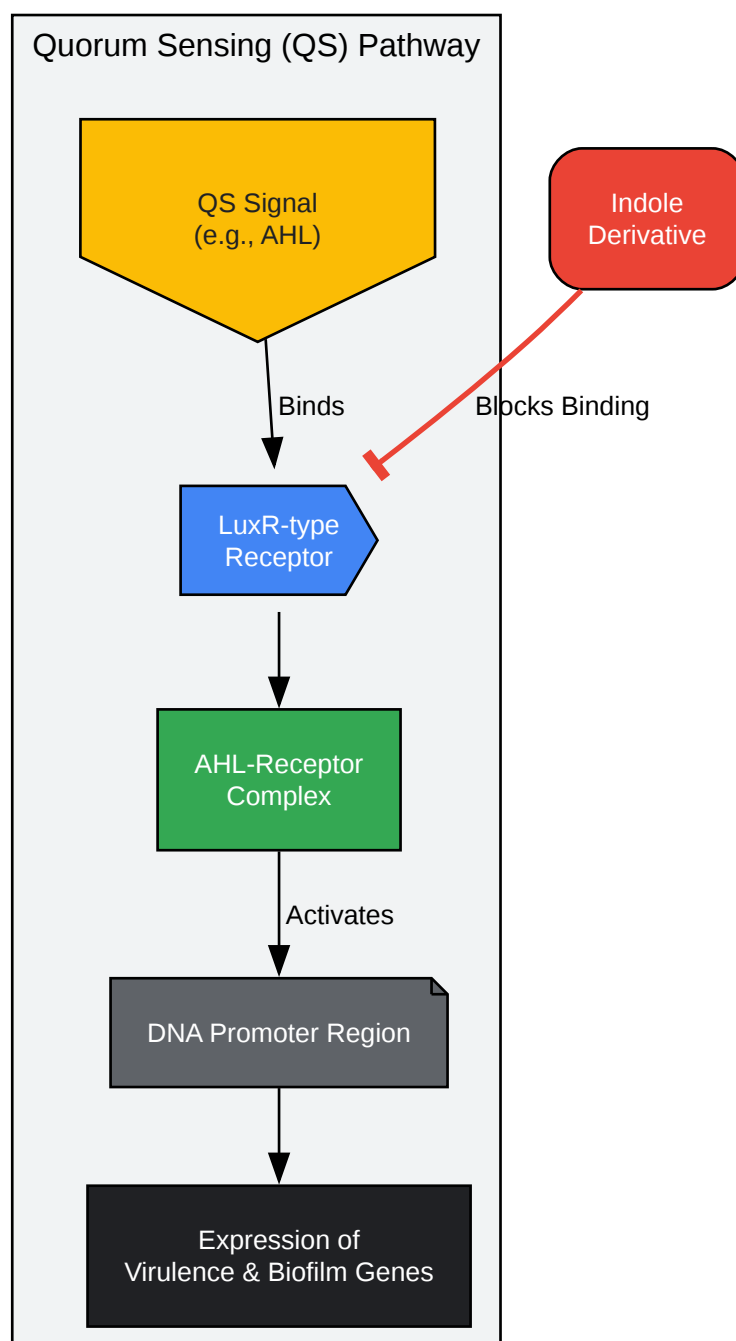 Quorum Sensing (QS) Pathway
QS Signal
(e.g., AHL)
Indole
Derivative
Binds
Blocks Binding
LuxR-type
Receptor
AHL-Receptor
Complex
Activates
DNA Promoter Region
Expression of
Virulence & Biofilm Genes